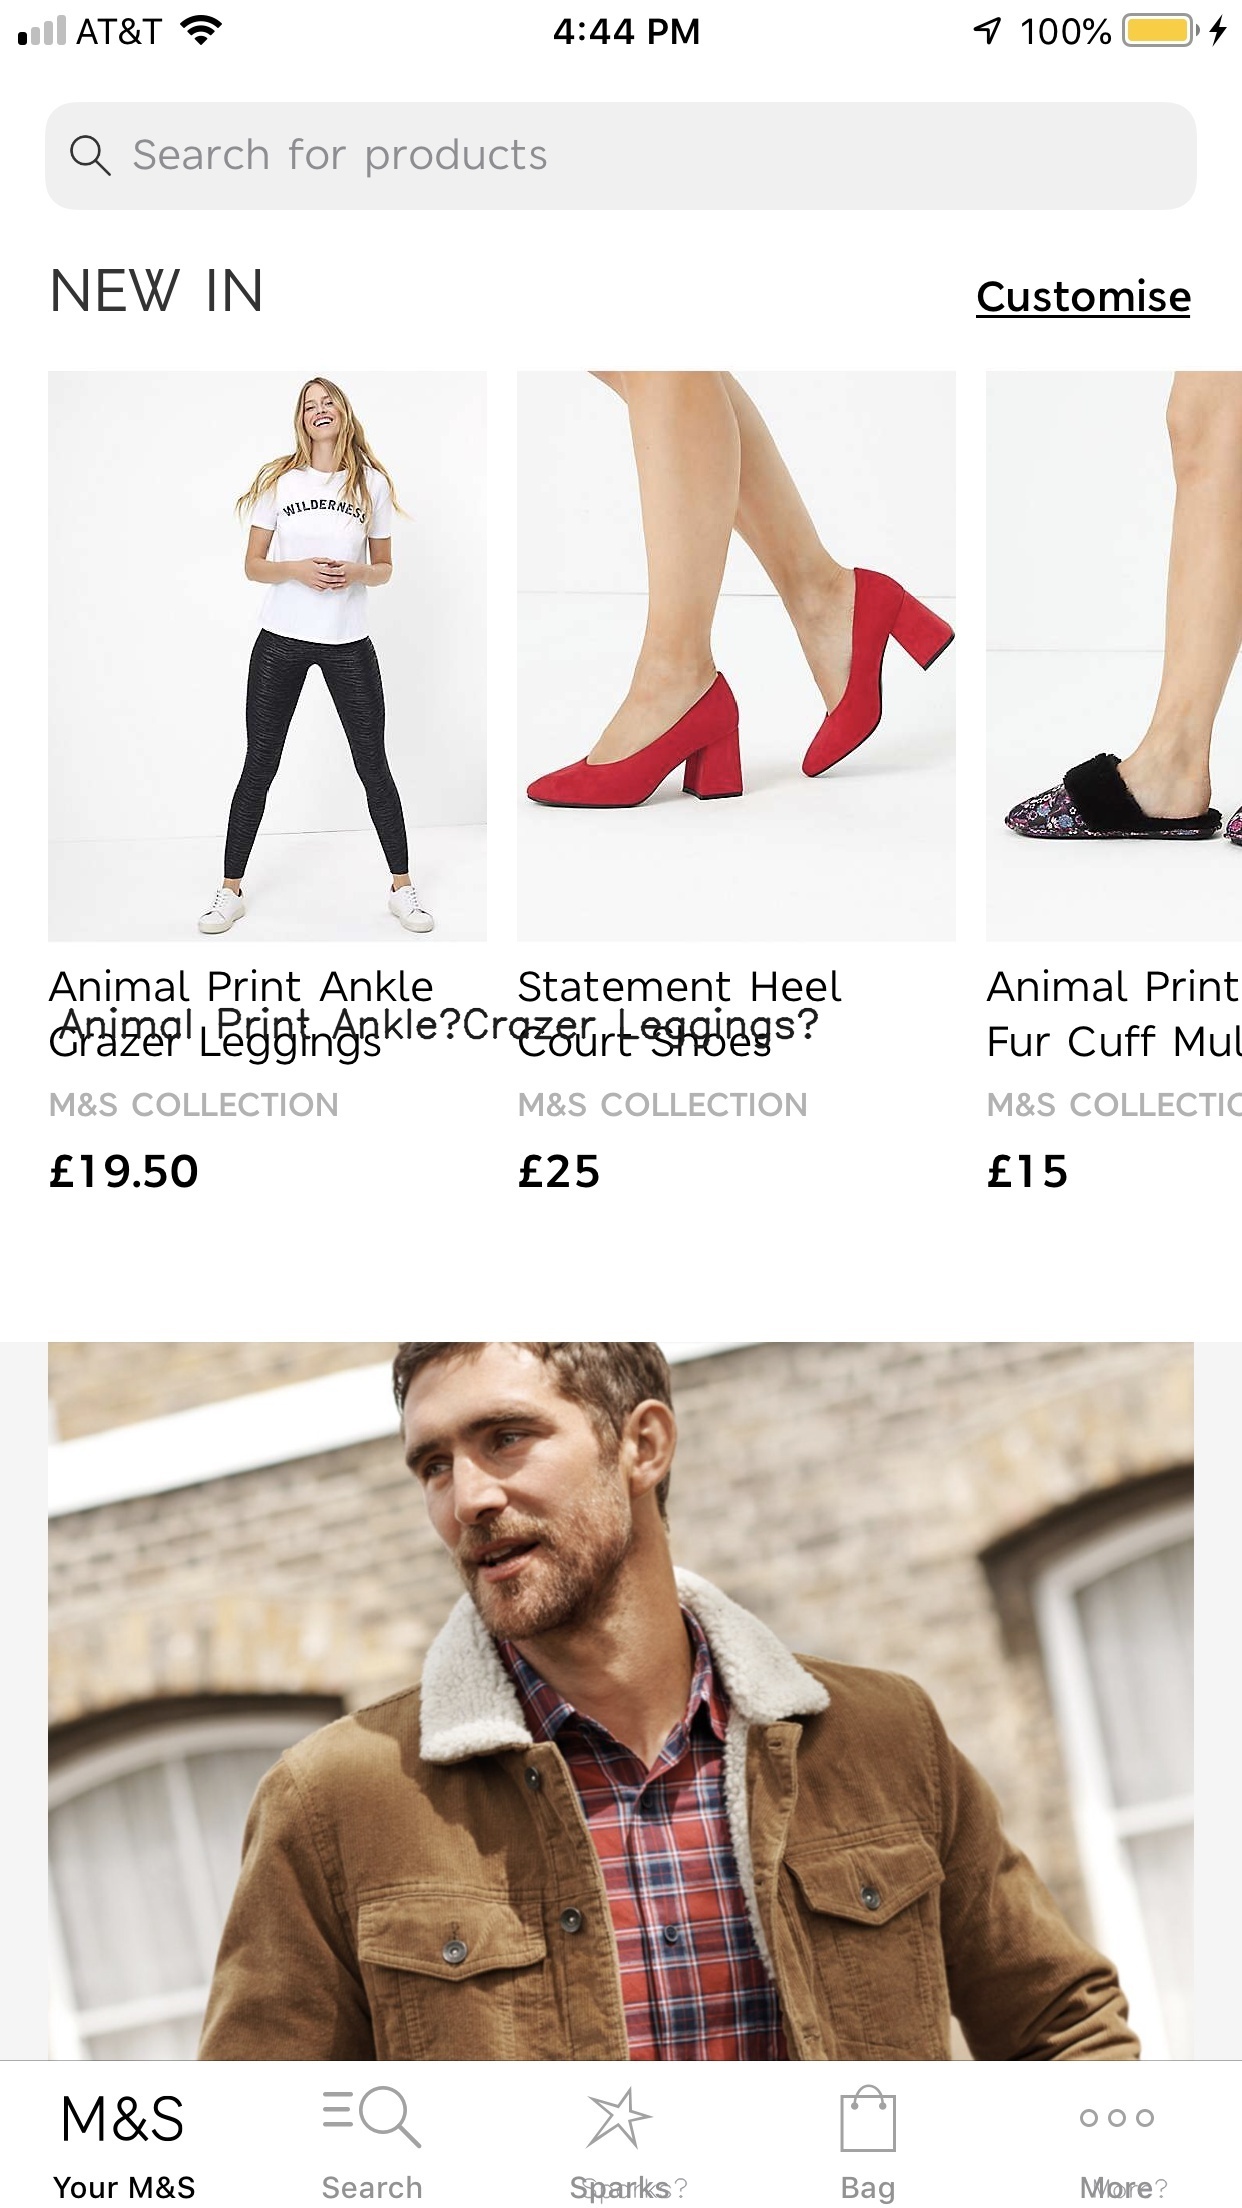 AT&T 4:44 PM 100%
Search for products
NEW IN
Customise
WILDERNESS
Animal Print Ankle
Grazer Leggings
Animal Print Ankle?Crazer Leggings?
M&S COLLECTION
£19.50
Statement Heel
Court Shoes
M&S COLLECTION
£25
Animal Print
Fur Cuff Mul
M&S COLLECTIO
£15
M&S
Your M&S
Search
Sparks
Sparks?
Bag
More
More?